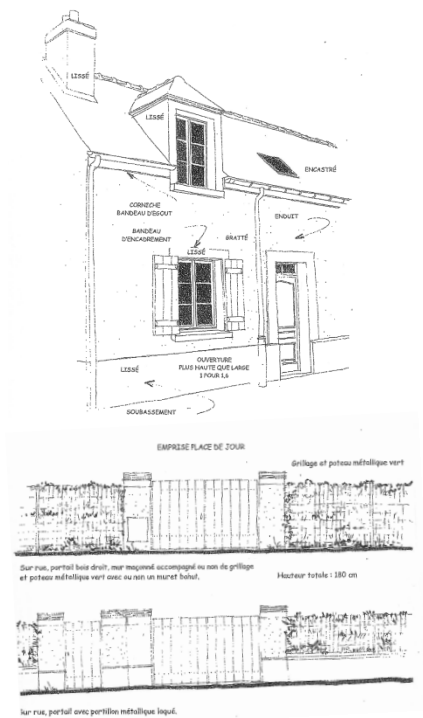 LISSÉ
LISSÉ
ENCASTRÉ
CORNICHE
BANDEAU D'EGOUT
ENDUIT
BANDEAU
D'ENCADREMENT
GRATTÉ
LISSÉ
OUVERTURE
PLUS HAUTE QUE LARGE
1 POUR 1,6
LISSÉ
SOUBASSEMENT
EMPRISE PLACE DE JOUR
Grillage et poteau métallique vert
Sur rue, portail bois droit, mur maçonné accompagné ou non de grillage
et poteau métallique vert avec ou non un muret bahut.
Hauteur totale : 180 cm
Sur rue, portail avec portillon métallique laqué.